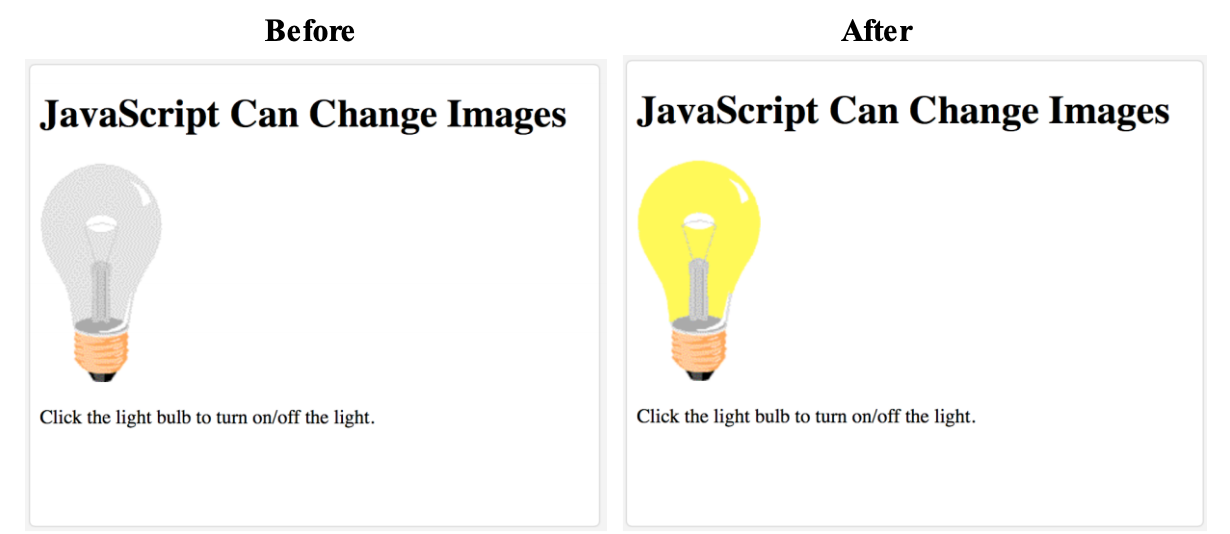 Before
After
JavaScript Can Change Images
Click the light bulb to turn on/off the light.
JavaScript Can Change Images
Click the light bulb to turn on/off the light.